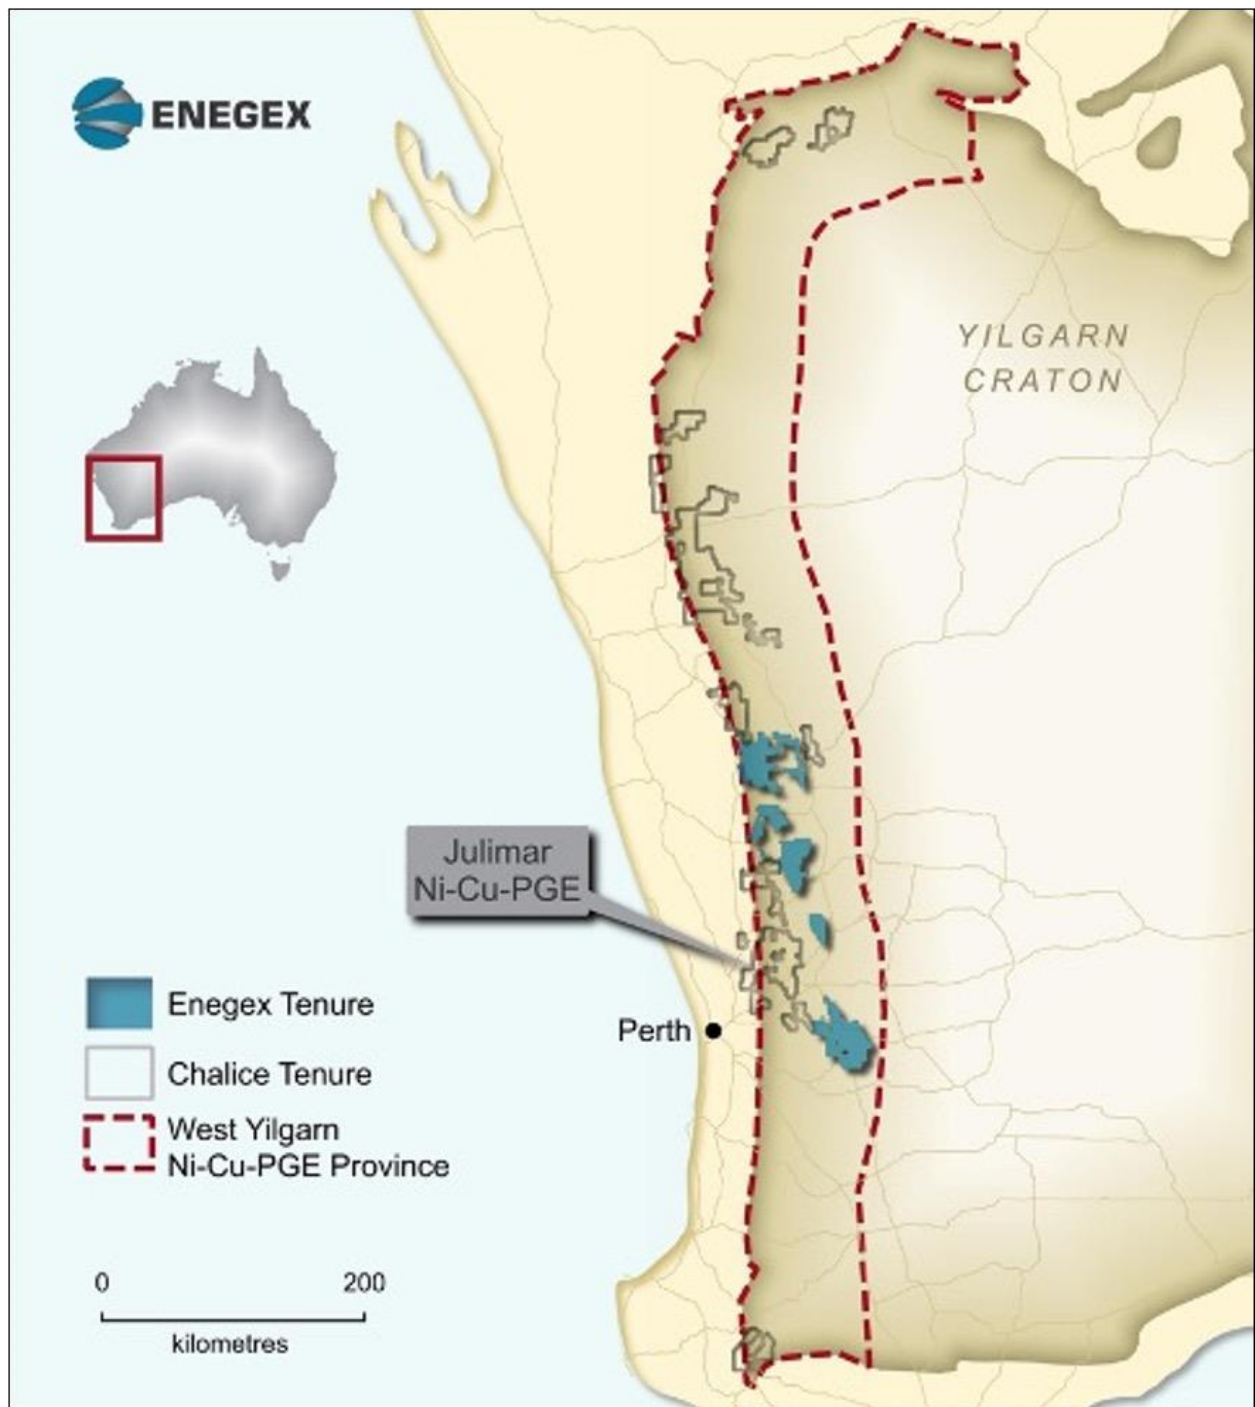 ENEGEX
YILGARN
CRATON
Julimar
Ni-Cu-PGE
Perth
Enegex Tenure
Chalice Tenure
West Yilgarn
Ni-Cu-PGE Province
0 200
kilometres